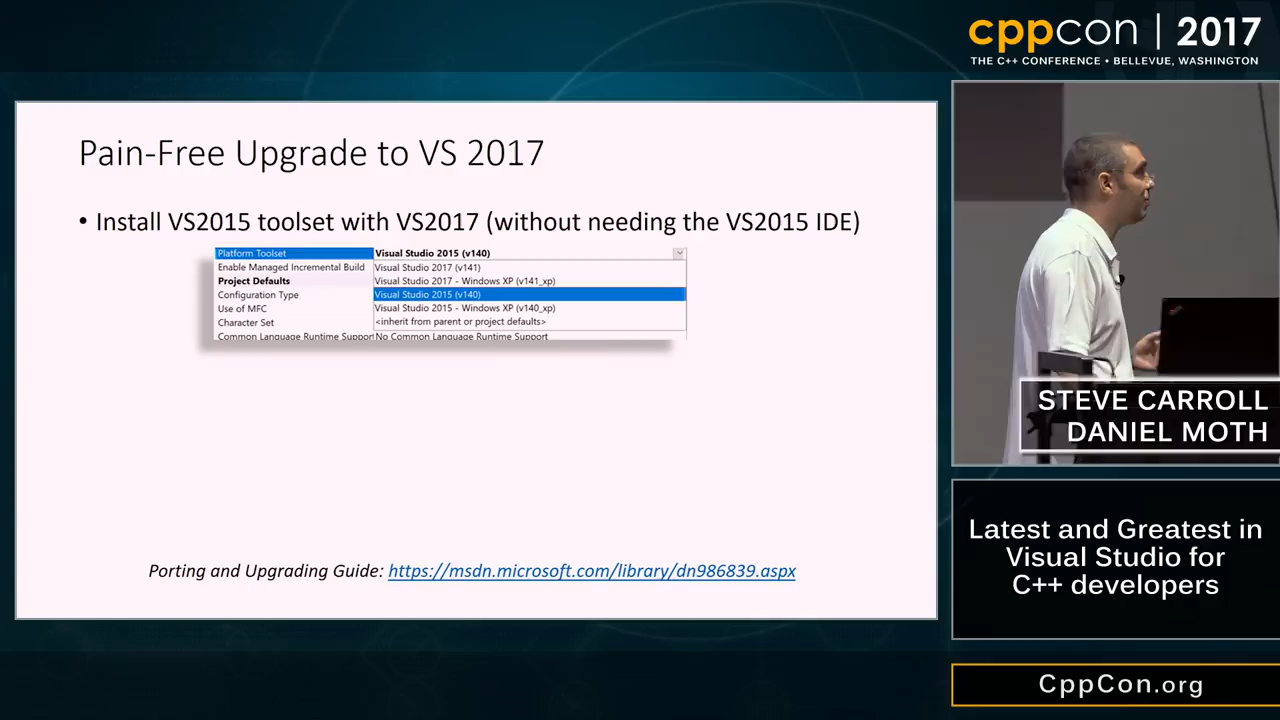 cppcon | 2017
THE C++ CONFERENCE • BELLEVUE, WASHINGTON
Pain-Free Upgrade to VS 2017
• Install VS2015 toolset with VS2017 (without needing the VS2015 IDE)
Platform Toolset Visual Studio 2015 (v140)
Enable Managed Incremental Build Visual Studio 2017 (v141)
Project Defaults Visual Studio 2017 - Windows XP (v141_xp)
Configuration Type Visual Studio 2015 (v140)
Use of MFC Visual Studio 2015 - Windows XP (v140_xp)
Character Set <inherit from parent or project defaults>
Common Language Runtime Support No Common Language Runtime Support
Porting and Upgrading Guide: https://msdn.microsoft.com/library/dn986839.aspx
STEVE CARROLL
DANIEL MOTH
Latest and Greatest in
Visual Studio for
C++ developers
CppCon.org